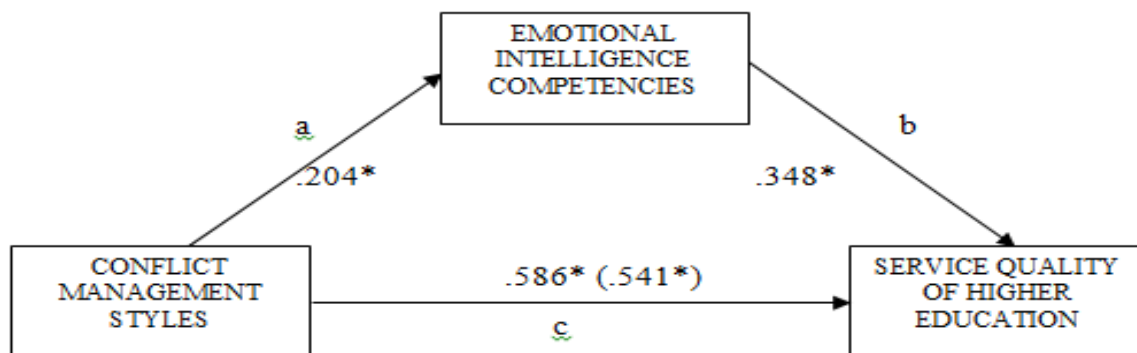 EMOTIONAL
INTELLIGENCE
COMPETENCIES
a
b
.204*
.348*
CONFLICT
MANAGEMENT
STYLES
.586* (.541*)
c
SERVICE QUALITY
OF HIGHER
EDUCATION